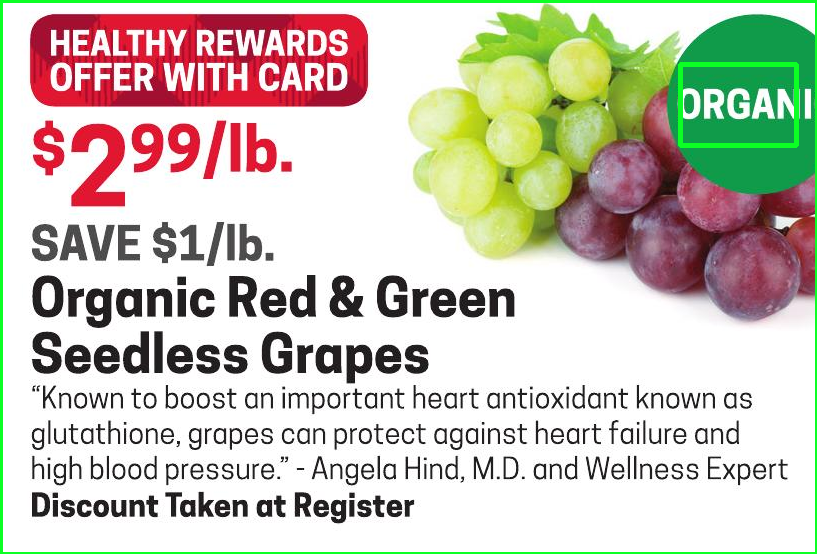 HEALTHY REWARDS
OFFER WITH CARD
$2.99/lb.
SAVE $1/lb.
ORGANI
Organic Red & Green
Seedless Grapes
“Known to boost an important heart antioxidant known as
glutathione, grapes can protect against heart failure and
high blood pressure.” - Angela Hind, M.D. and Wellness Expert
Discount Taken at Register